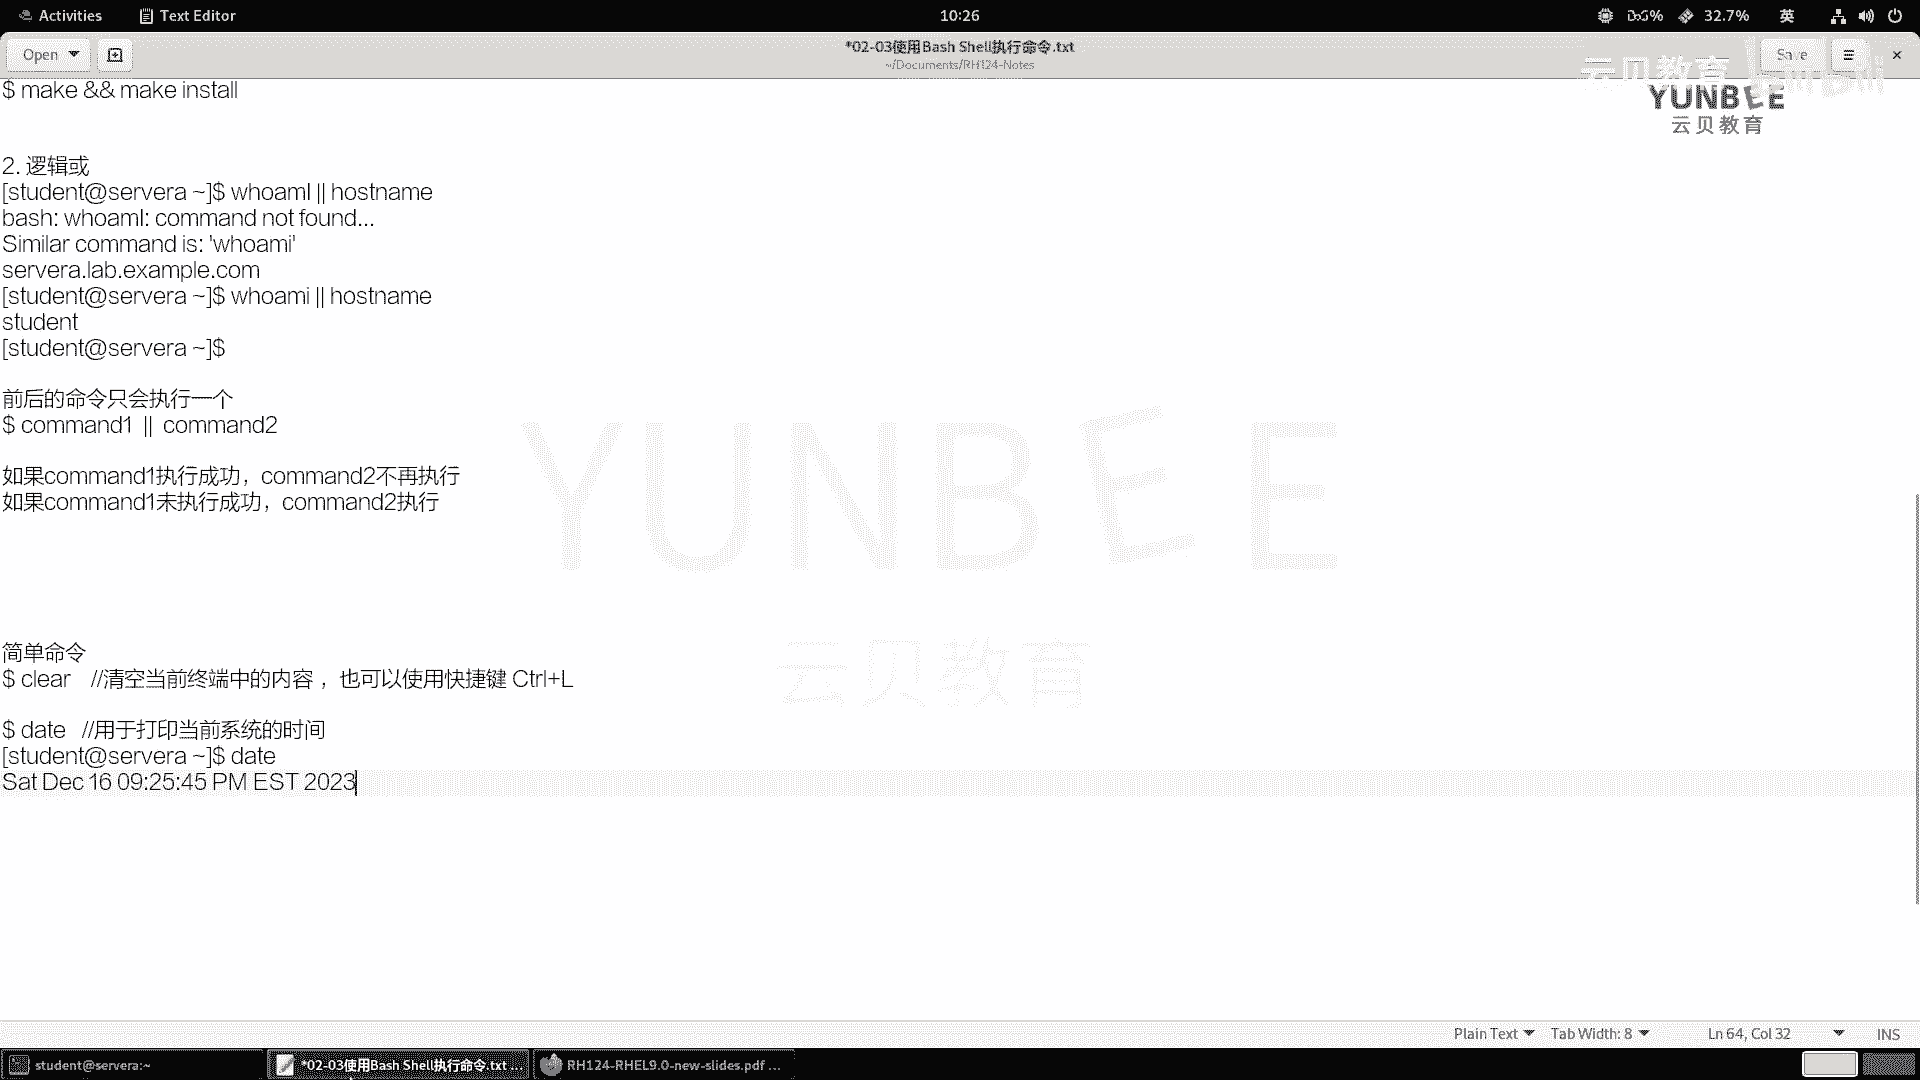 Activities
Text Editor
10:26
32.7%
英
Open
*02-03使用Bash Shell执行命令.txt
~/Documents/RH124-Notes
Save
云贝教育
YUNBEE
云贝教育
$ make && make install
2. 逻辑或
[student@servera ~]$ whoaml || hostname
bash: whoaml: command not found...
Similar command is: 'whoami'
servera.lab.example.com
[student@servera ~]$ whoami || hostname
student
[student@servera ~]$
前后的命令只会执行一个
$ command1 || command2
如果command1执行成功，command2不再执行
如果command1未执行成功，command2执行
YUNBEE
云贝教育
简单命令
$ clear //清空当前终端中的内容 ，也可以使用快捷键 Ctrl+L
$ date //用于打印当前系统的时间
[student@servera ~]$ date
Sat Dec 16 09:25:45 PM EST 2023
Plain Text
Tab Width: 8
Ln 64, Col 32
INS
student@servera:~
*02-03使用Bash Shell执行命令.txt ...
RH124-RHEL9.0-new-slides.pdf ...